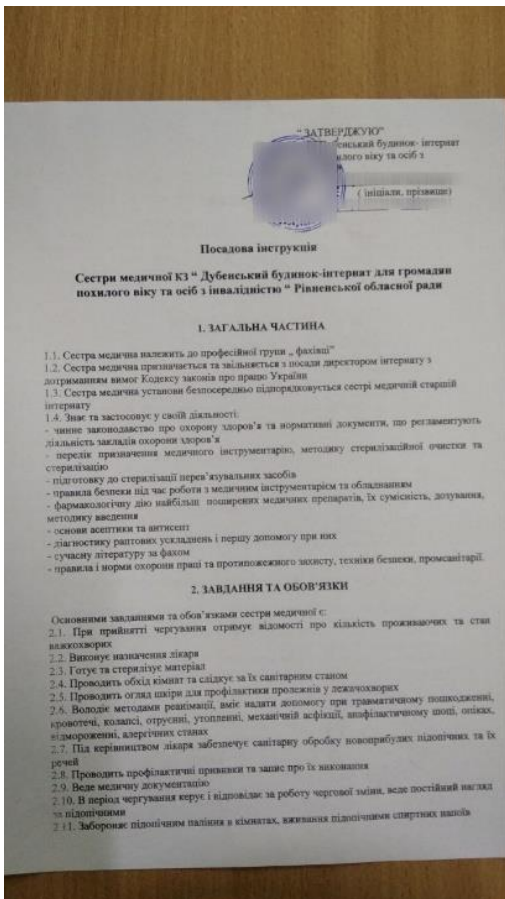 “ ЗАТВЕРДЖУЮ”
будинок- інтернат
віку та осіб з
( ініціали, прізвище)
Посадова інструкція
Сестри медичної КЗ “ Дубенський будинок-інтернат для громадян
похилого віку та осіб з інвалідністю “ Рівненської обласної ради
1. ЗАГАЛЬНА ЧАСТИНА
1.1. Сестра медична належить до професійної групи „ фахівці”
1.2. Сестра медична призначається та звільняється з посади директором інтернату з
дотриманням вимог Кодексу законів про працю України
1.3. Сестра медична установи безпосередньо підпорядковується сестрі медичній старшій
інтернату
1.4. Знає та застосовує у своїй діяльності:
- чинне законодавство про охорону здоров’я та нормативні документи, що регламентують
діяльність закладів охорони здоров’я
- перелік призначення медичного інструментарію, методику стерилізаційної очистки та
стерилізацію
- підготовку до стерилізації перев’язувальних засобів
- правила безпеки під час роботи з медичним інструментарієм та обладнанням
- фармакологічну дію найбільш поширених медичних препаратів, їх сумісність, дозування,
методику введення
- основи асептики та антисепт
- діагностику раптових ускладнень і першу допомогу при них
- сучасну літературу за фахом
- правила і норми охорони праці та протипожежного захисту, техніки безпеки, промсанітарії.
2. ЗАВДАННЯ ТА ОБОВ’ЯЗКИ
Основними завданнями та обов’язками сестри медичної є:
2.1. При прийнятті чергування отримує відомості про кількість проживаючих та стан
важкохворих
2.2. Виконує назначення лікаря
2.3. Готує та стерилізує матеріал
2.4. Проводить обхід кімнат та слідкує за їх санітарним станом
2.5. Проводить огляд шкіри для профілактики пролежнів у лежачохворих
2.6. Володіє методами реанімації, вміє надати допомогу при травматичному пошкодженні,
кровотечі, колапсі, отруєнні, утопленні, механічній асфіксії, анафілактичному шоці, опіках,
відмороженні, алергічних станах
2.7. Під керівництвом лікаря забезпечує санітарну обробку новоприбулих підопічних та їх
речей
2.8. Проводить профілактичні прививки та запис про їх виконання
2.9. Веде медичну документацію
2.10. В період чергування керує і відповідає за роботу чергової зміни, веде постійний нагляд
за підопічними
2.11. Забороняє підопічним паління в кімнатах, вживання підопічними спиртних напоїв